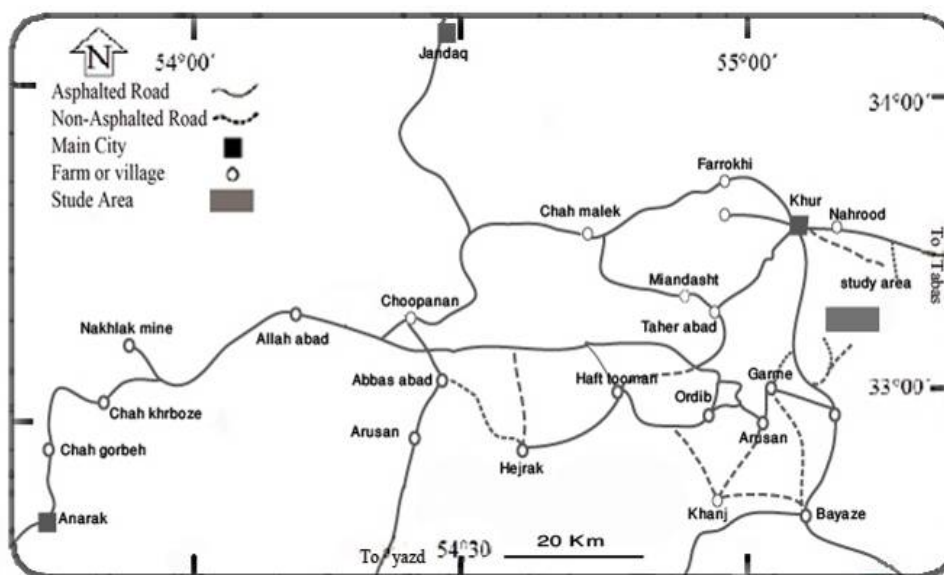 Jandaq
N
54°00´
55°00´
Asphalted Road
Non-Asphalted Road
34°00´
Main City
Farm or village
Stude Area
Farrokhi
Khur
Nahrood
Chah malek
To Tabas
Miandasht
study area
Choopanan
Taher abad
Nakhlak mine
Allah abad
Abbas abad
Haft tooman
Garme
33°00´
Ordib
Chah khrboze
Arusan
Arusan
Chah gorbeh
Hejrak
Khanj
Bayaze
Anarak
To yazd
54°30
20 Km